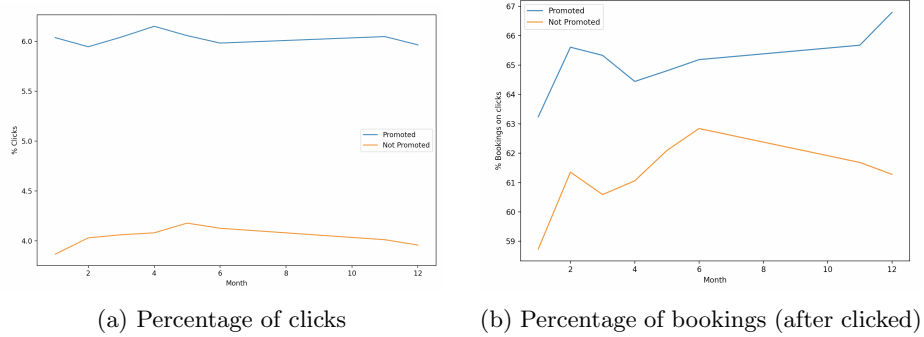 6.0
5.5
5.0
4.5
4.0
% Clicks
2 4 6 8 10 12
Month
Promoted
Not Promoted
(a) Percentage of clicks
67
66
65
64
63
62
61
60
59
% Bookings on clicks
2 4 6 8 10 12
Month
Promoted
Not Promoted
(b) Percentage of bookings (after clicked)